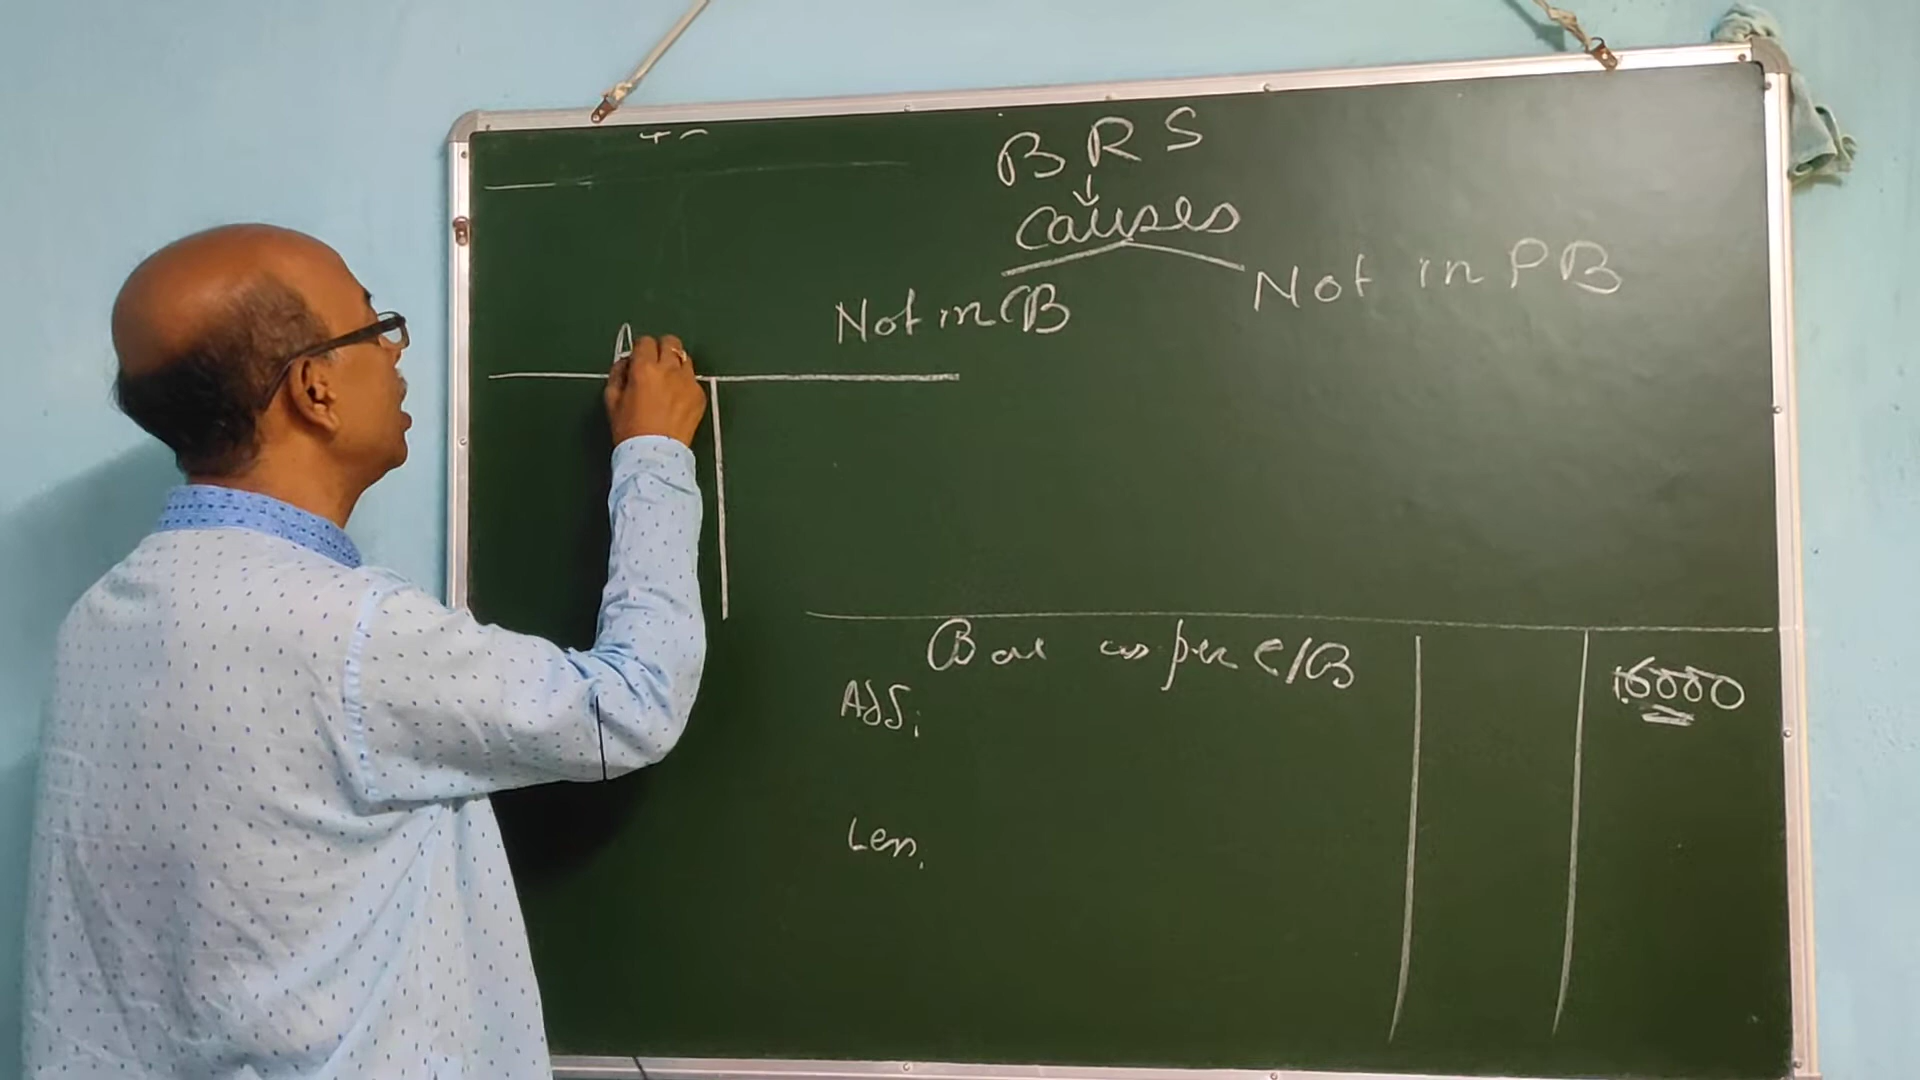 BRS
causes
Not in CB Not in PB
A
Bal as per C/B 16000
Add,
Less,